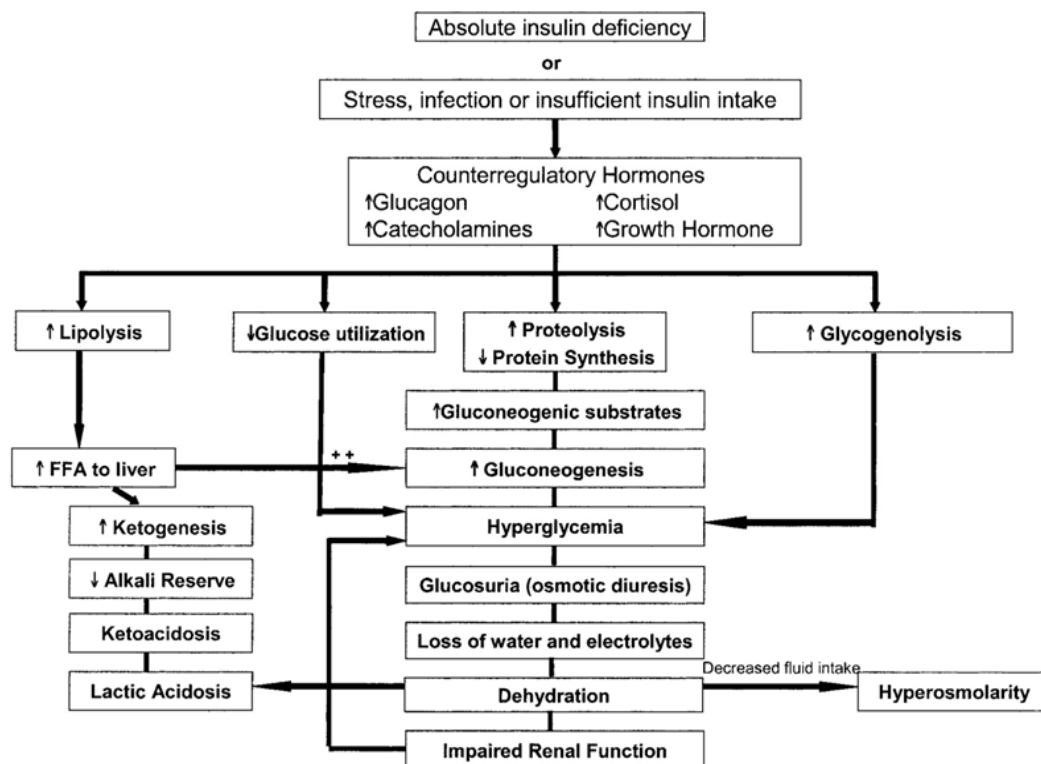 Absolute insulin deficiency
or
Stress, infection or insufficient insulin intake
Counterregulatory Hormones
↑Glucagon ↑Cortisol
↑Catecholamines ↑Growth Hormone
↑ Lipolysis
↓Glucose utilization
↑ Proteolysis
↓ Protein Synthesis
↑ Glycogenolysis
↑Gluconeogenic substrates
↑ FFA to liver
++
↑ Gluconeogenesis
↑ Ketogenesis
Hyperglycemia
↓ Alkali Reserve
Glucosuria (osmotic diuresis)
Ketoacidosis
Loss of water and electrolytes
Lactic Acidosis
Dehydration
Decreased fluid intake
Hyperosmolarity
Impaired Renal Function